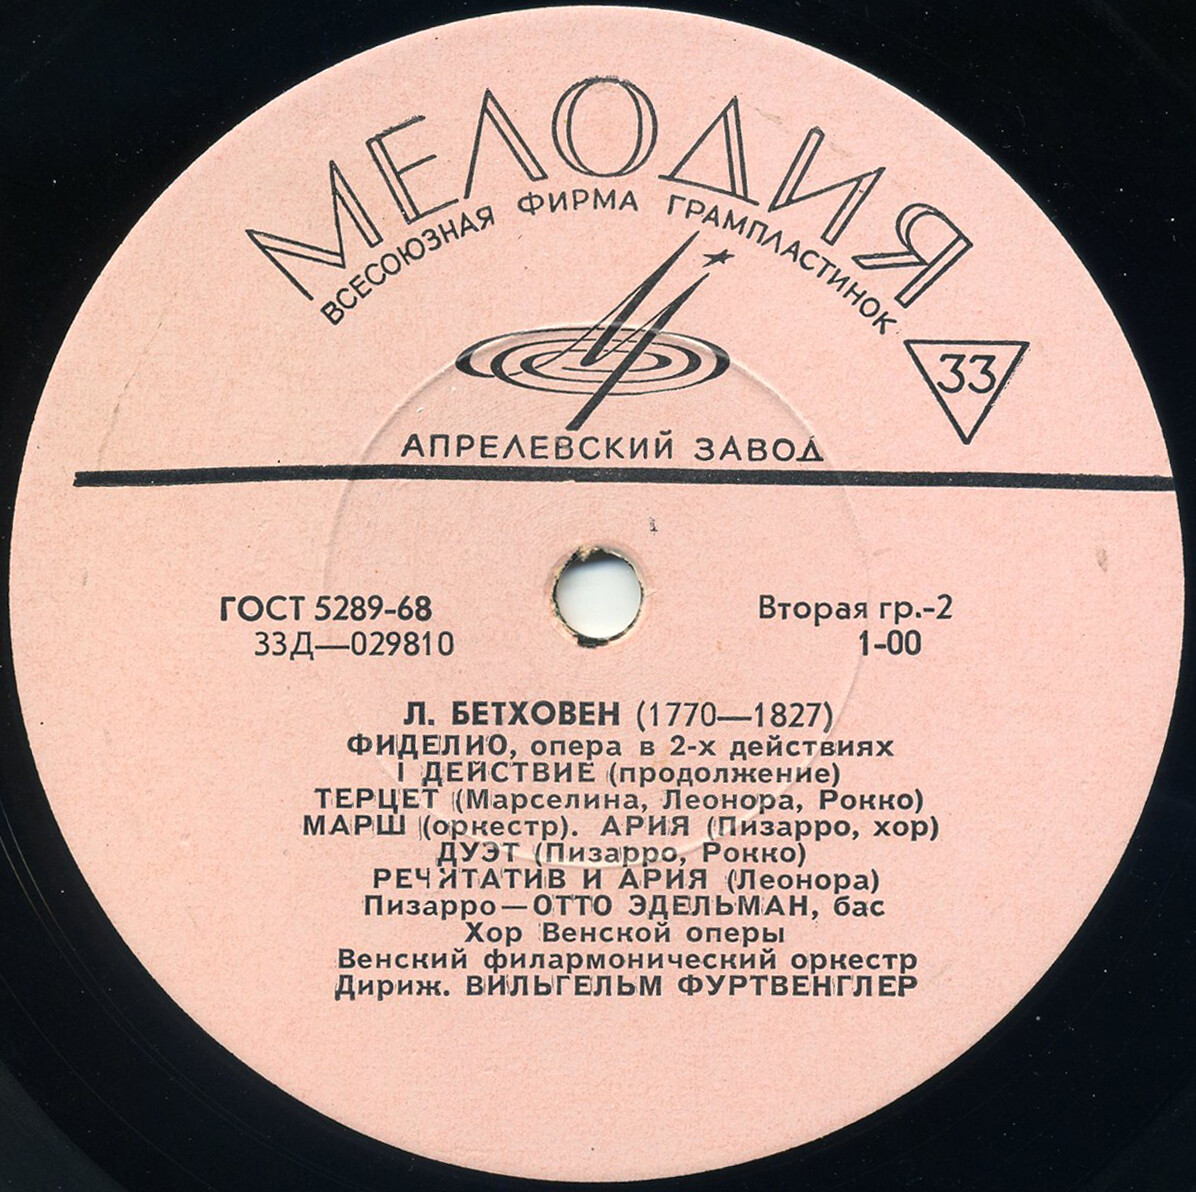 МЕЛОДИЯ
ВСЕСОЮЗНАЯ ФИРМА ГРАМПЛАСТИНОК
33
АПРЕЛЕВСКИЙ ЗАВОД
ГОСТ 5289-68
33Д—029810
Вторая гр.-2
1-00
Л. БЕТХОВЕН (1770—1827)
ФИДЕЛИО, опера в 2-х действиях
I ДЕЙСТВИЕ (продолжение)
ТЕРЦЕТ (Марселина, Леонора, Рокко)
МАРШ (оркестр). АРИЯ (Пизарро, хор)
ДУЭТ (Пизарро, Рокко)
РЕЧИТАТИВ И АРИЯ (Леонора)
Пизарро—ОТТО ЭДЕЛЬМАН, бас
Хор Венской оперы
Венский филармонический оркестр
Дириж. ВИЛЬГЕЛЬМ ФУРТВЕНГЛЕР